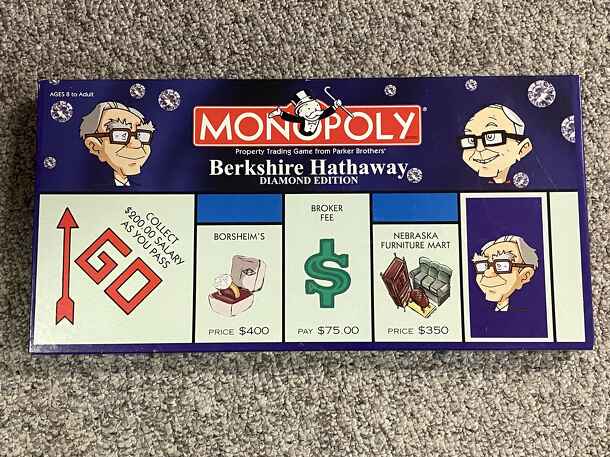 AGES 8 to Adult
MONOPOLY®
Property Trading Game from Parker Brothers®
Berkshire Hathaway
DIAMOND EDITION
COLLECT
$200.00 SALARY
AS YOU PASS
GO
BORSHEIM'S
PRICE $400
BROKER
FEE
$
PAY $75.00
NEBRASKA
FURNITURE MART
PRICE $350